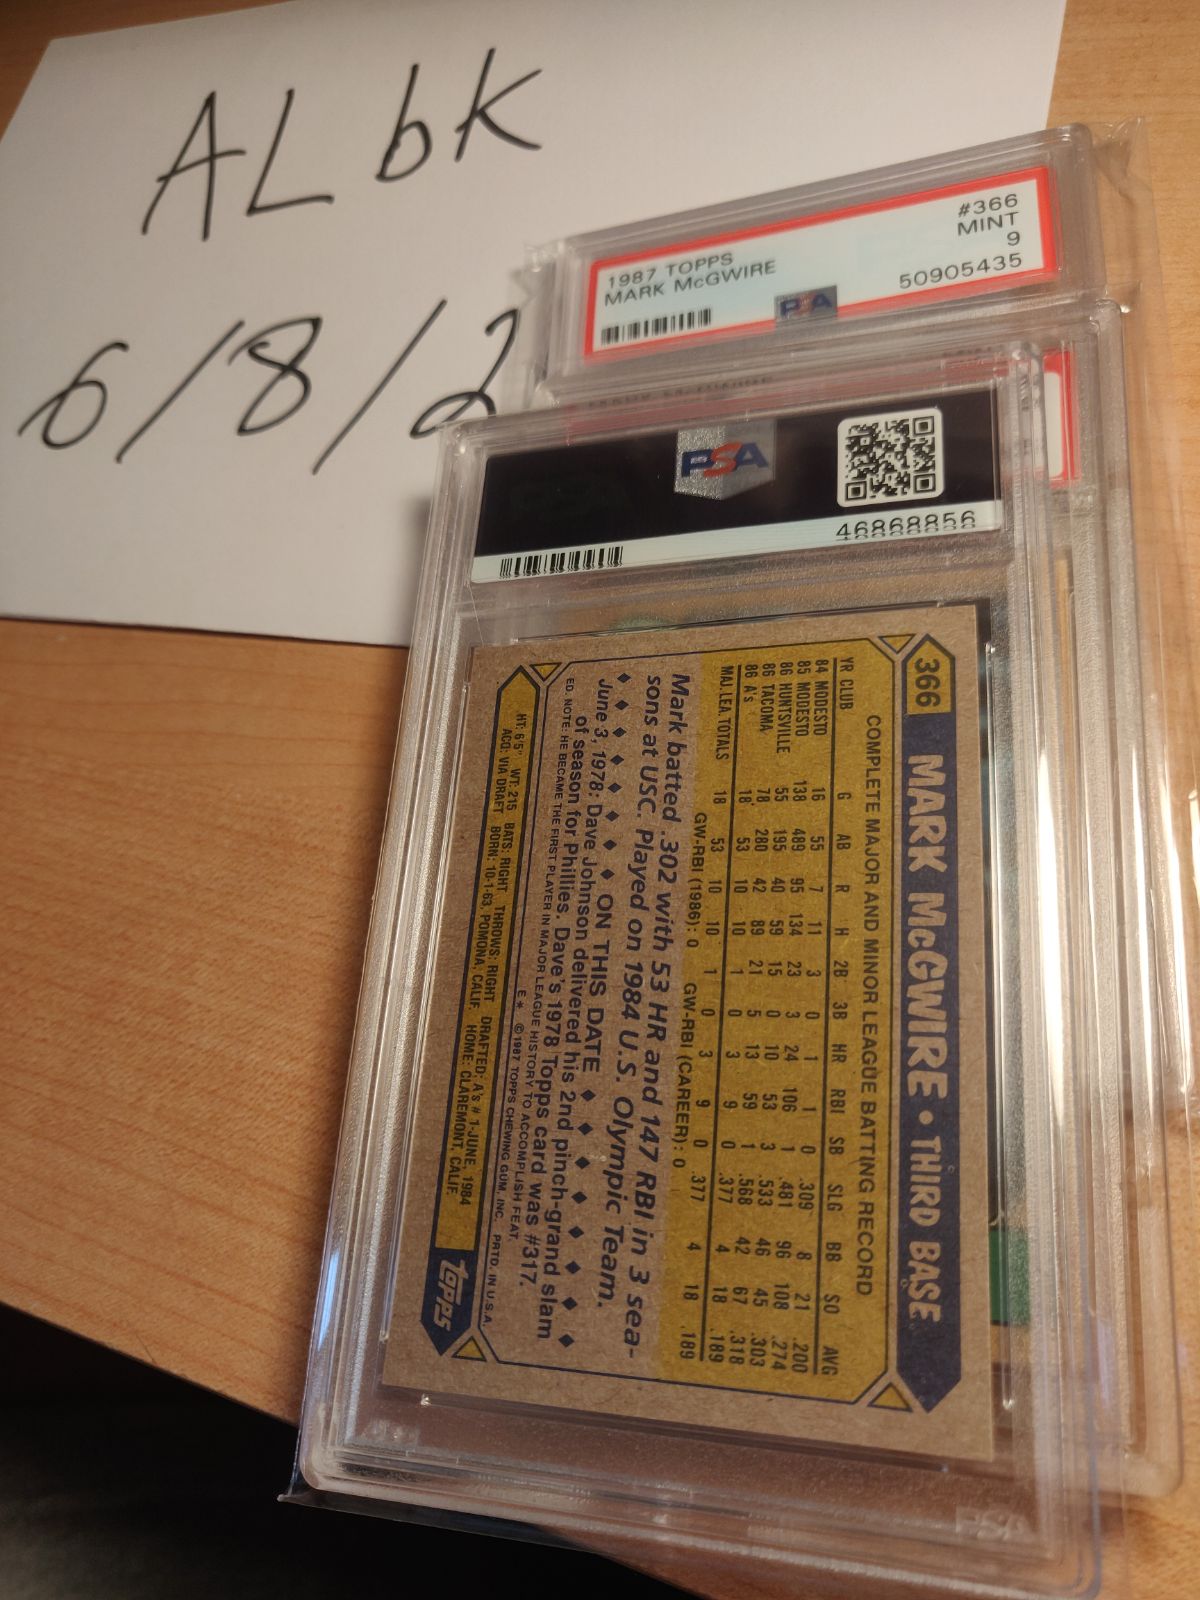 ALbK
6/8/2
1987 TOPPS
MARK McGWIRE
#366
MINT
9
50905435
PSA
PSA
46868856
366 MARK McGWIRE • THIRD BASE
COMPLETE MAJOR AND MINOR LEAGUE BATTING RECORD
YR CLUB G AB R H 2B 3B HR RBI SB SLG BB SO AVG
84 MODESTO 16 55 7 11 3 0 1 1 0 .309 8 21 .200
85 MODESTO 138 489 95 134 23 3 24 106 1 .481 96 108 .274
86 HUNTSVILLE 55 195 40 59 15 0 10 53 3 .533 46 45 .303
86 TACOMA 78 280 42 89 21 5 13 59 1 .568 42 67 .318
86 A's 18 53 10 10 1 0 3 9 0 .377 4 18 .189
MAJ. LEA. TOTALS 18 53 10 10 1 0 3 9 0 .377 4 18 .189
GW-RBI (1986): 0 GW-RBI (CAREER): 0
Mark batted .302 with 53 HR and 147 RBI in 3 sea-
sons at USC. Played on 1984 U.S. Olympic Team.
ON THIS DATE
June 3, 1978: Dave Johnson delivered his 2nd pinch-grand slam
of season for Phillies. Dave's 1978 Topps card was #317.
ED. NOTE: HE BECAME THE FIRST PLAYER IN MAJOR LEAGUE HISTORY TO ACCOMPLISH FEAT.
E* © 1987 TOPPS CHEWING GUM, INC. PRTD. IN U.S.A.
HT: 6'5" WT: 215 BATS: RIGHT THROWS: RIGHT DRAFTED: A's #1-JUNE, 1984
ACQ: VIA DRAFT BORN: 10-1-63, POMONA, CALIF. HOME: CLAREMONT, CALIF.
topps
PSA